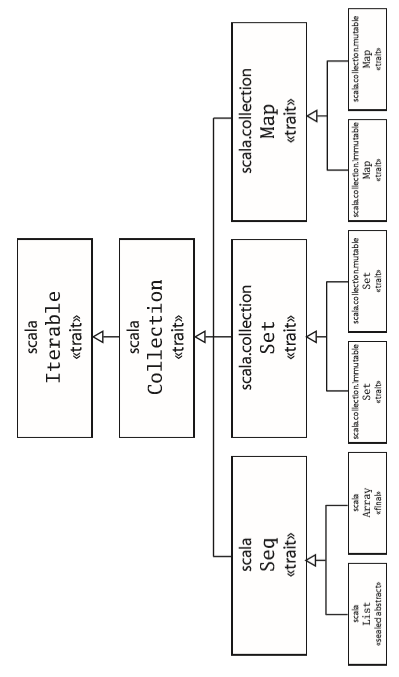 scala
Iterable
«trait»
scala
Collection
«trait»
scala
Seq
«trait»
scala.collection
Set
«trait»
scala.collection
Map
«trait»
scala
List
«sealed abstract»
scala
Array
«final»
scala.collection.immutable
Set
«trait»
scala.collection.mutable
Set
«trait»
scala.collection.immutable
Map
«trait»
scala.collection.mutable
Map
«trait»